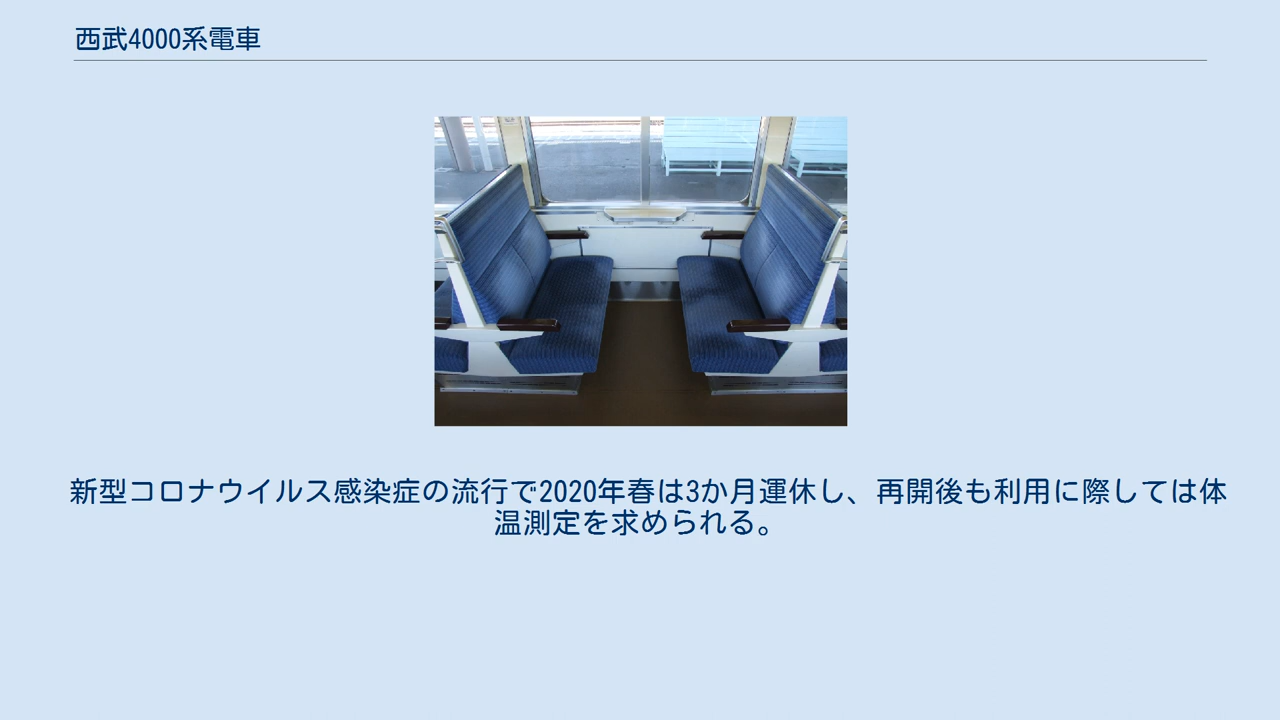 西武4000系電車
新型コロナウイルス感染症の流行で2020年春は3か月運休し、再開後も利用に際しては体
温測定を求められる。